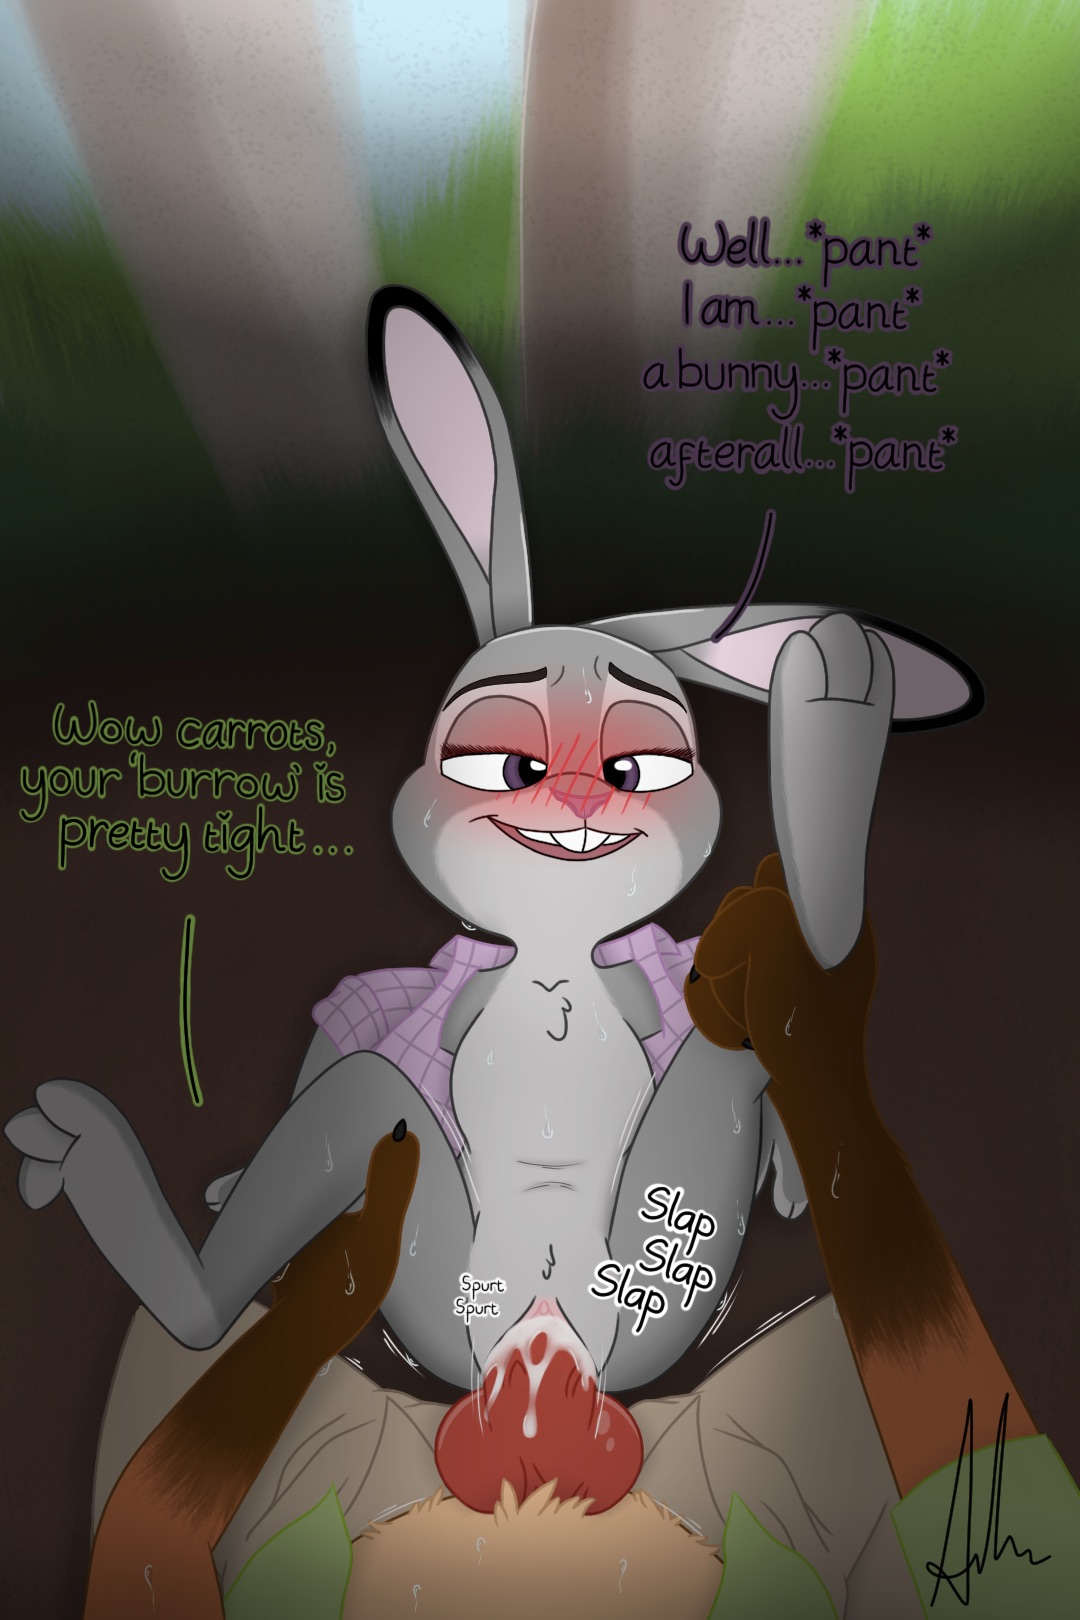 Well... *pant*
I am... *pant*
a bunny... *pant*
afterall... *pant*
Wow carrots,
your 'burrow' is
pretty tight...
Slap
Slap
Slap
Spurt
Spurt